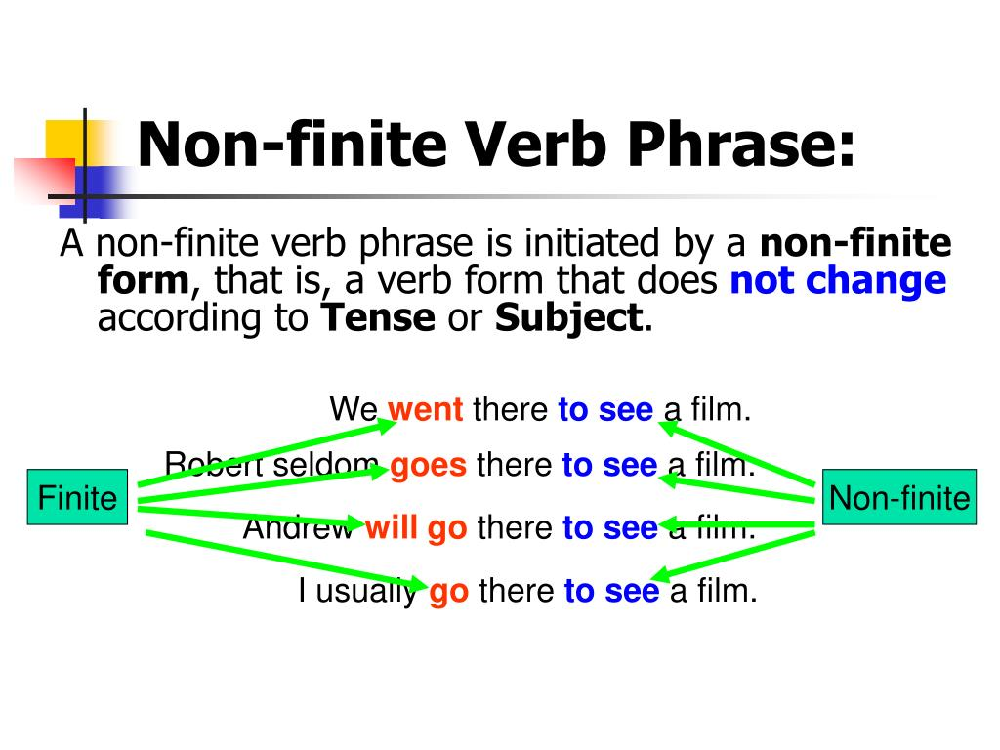 Non-finite Verb Phrase:
A non-finite verb phrase is initiated by a non-finite
form, that is, a verb form that does not change
according to Tense or Subject.
We went there to see a film.
Robert seldom goes there to see a film.
Finite
Non-finite
Andrew will go there to see a film.
I usually go there to see a film.